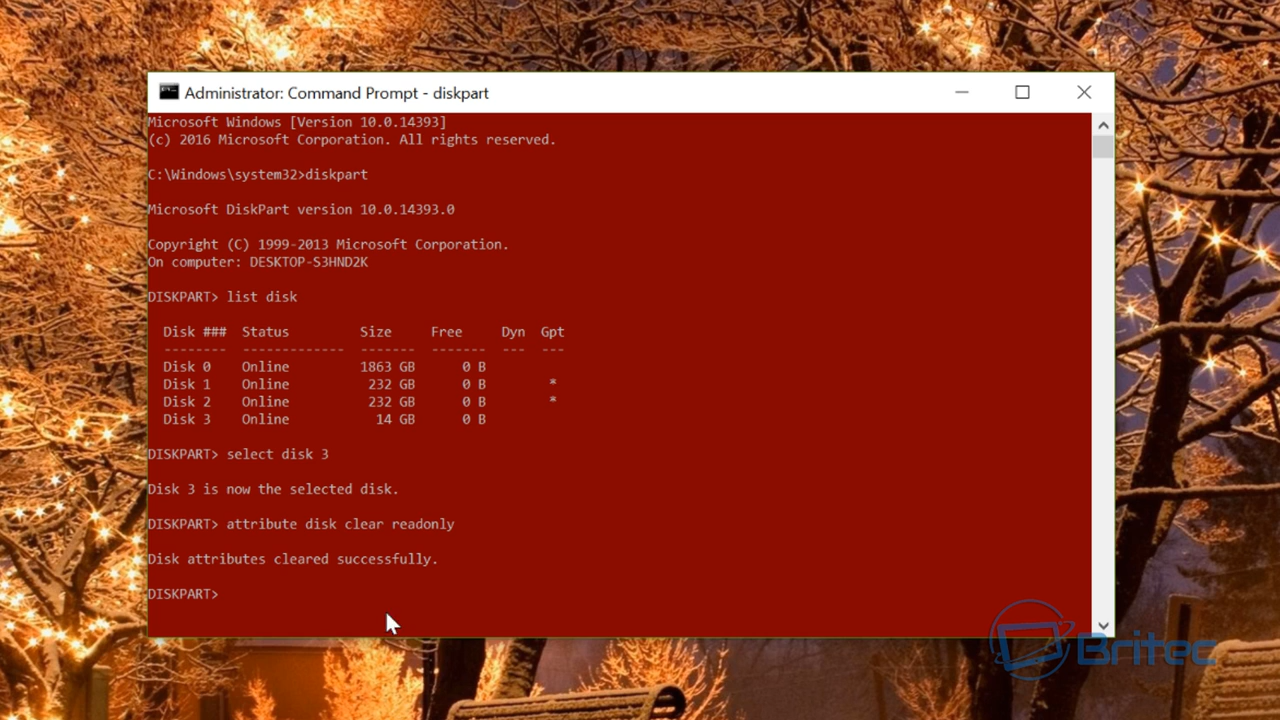 Administrator: Command Prompt - diskpart
Microsoft Windows [Version 10.0.14393]
(c) 2016 Microsoft Corporation. All rights reserved.
C:\Windows\system32>diskpart
Microsoft DiskPart version 10.0.14393.0
Copyright (C) 1999-2013 Microsoft Corporation.
On computer: DESKTOP-S3HND2K
DISKPART> list disk
Disk ### Status Size Free Dyn Gpt
-------- ------------- ------- ------- --- ---
Disk 0 Online 1863 GB 0 B
Disk 1 Online 232 GB 0 B *
Disk 2 Online 232 GB 0 B *
Disk 3 Online 14 GB 0 B
DISKPART> select disk 3
Disk 3 is now the selected disk.
DISKPART> attribute disk clear readonly
Disk attributes cleared successfully.
DISKPART>
Britec